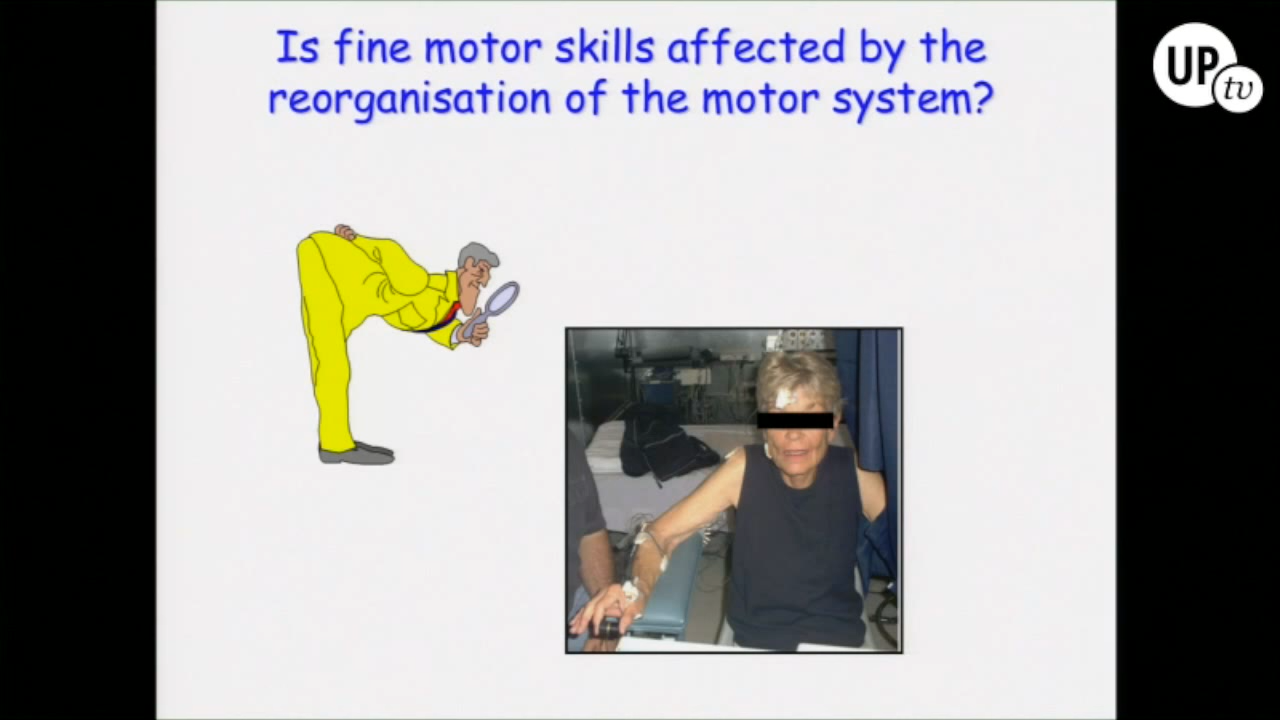 Is fine motor skills affected by the
reorganisation of the motor system?
UP
tv